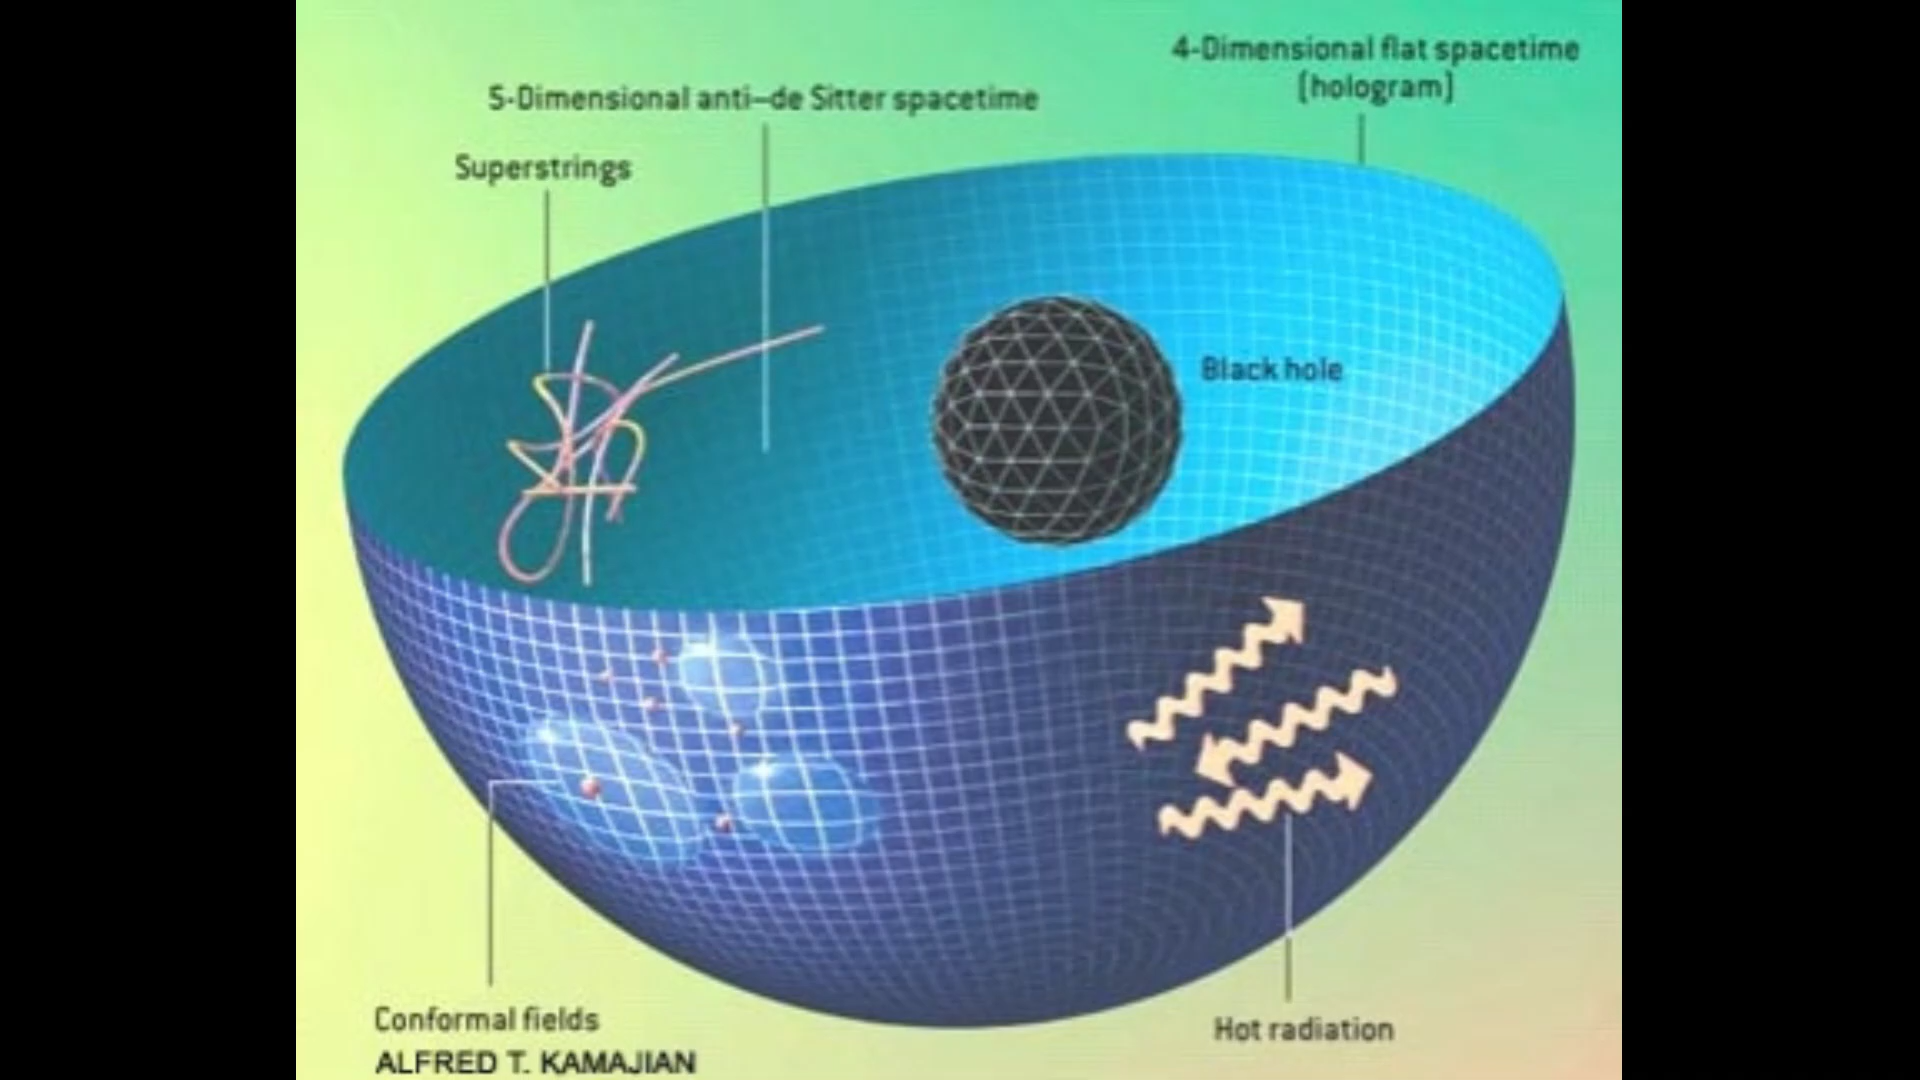 4-Dimensional flat spacetime
(hologram)
5-Dimensional anti–de Sitter spacetime
Superstrings
Black hole
Conformal fields
ALFRED T. KAMAJIAN
Hot radiation